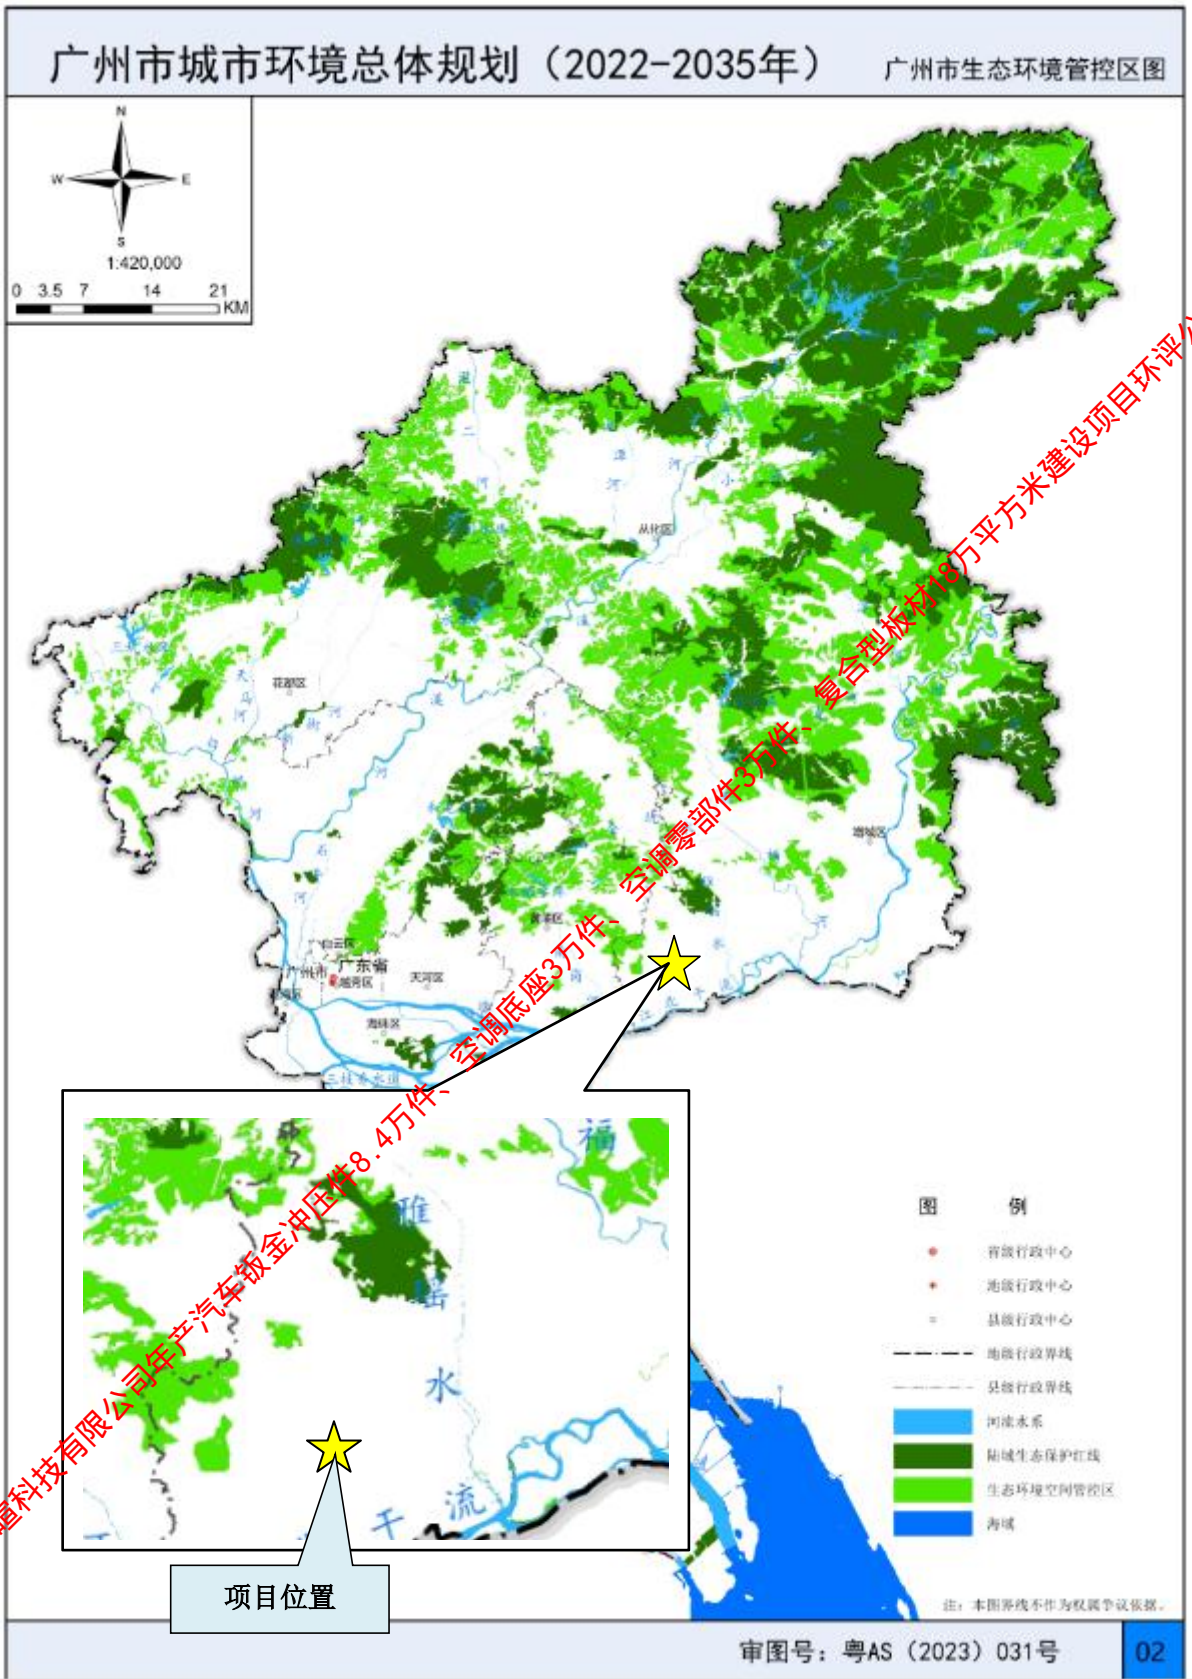 广州市城市环境总体规划（2022-2035年）
广州市生态环境管控区图
N
W
E
S
1:420,000
0 3.5 7 14 21 KM
从化区
花都区
增城区
黄埔区
白云区
广东省
广州市
越秀区
天河区
海珠区
天
马
河
福
雅
瑶
水
干
流
项目位置
暄科技有限公司年产汽车钣金冲压件8.4万件、空调底座3万件、空调零部件3万件、复合型板材18万平方米建设项目环评公
图 例
省级行政中心
地级行政中心
县级行政中心
地级行政界线
县级行政界线
河流水系
陆域生态保护红线
生态环境空间管控区
海域
注：本图界线不作为权属争议依据。
审图号：粤AS（2023）031号
02